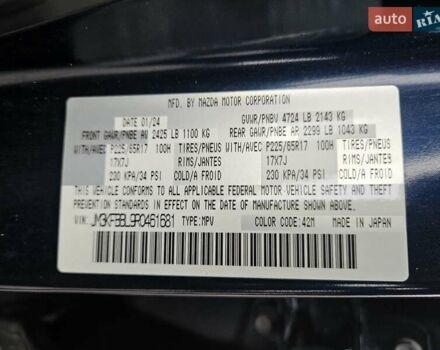 auto
RIA
MFD. BY MAZDA MOTOR CORPORATION
DATE 01/24 GVWR/PNBV 4724 LB 2143 KG
FRONT GAWR/PNBE AV 2425 LB 1100 KG REAR GAWR/PNBE AR 2299 LB 1043 KG
WITH/AVEC P225/65R17 100H TIRES/PNEUS WITH/AVEC P225/65R17 100H TIRES/PNEUS
17X7J RIMS/JANTES 17X7J RIMS/JANTES
230 KPA/34 PSI COLD/A FROID 230 KPA/34 PSI COLD/A FROID
THIS VEHICLE CONFORMS TO ALL APPLICABLE FEDERAL MOTOR VEHICLE
SAFETY, BUMPER, AND THEFT PREVENTION STANDARDS IN EFFECT
ON THE DATE OF MANUFACTURE SHOWN ABOVE.
VIN: JM3KFBBL9R0461681 TYPE:MPV COLOR CODE:42M MADE IN JAPAN